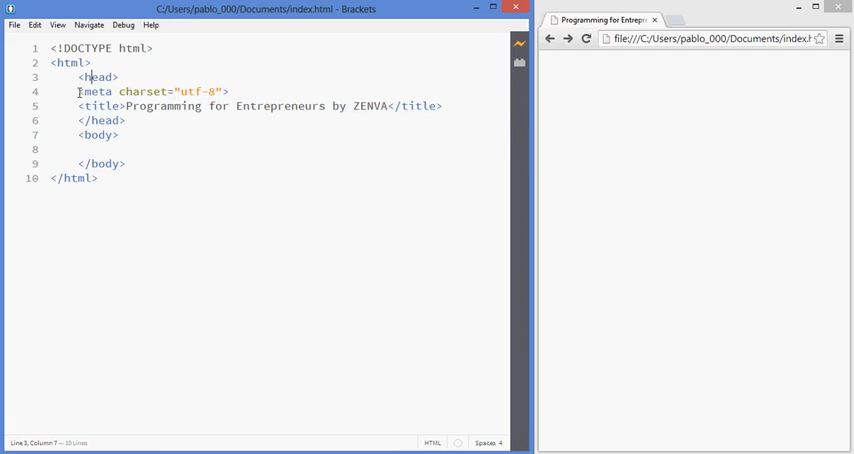 C:/Users/pablo_000/Documents/index.html - Brackets
File Edit View Navigate Debug Help
1 <!DOCTYPE html>
2 <html>
3 <head>
4 <meta charset="utf-8">
5 <title>Programming for Entrepreneurs by ZENVA</title>
6 </head>
7 <body>
8
9 </body>
10 </html>
Line 3, Column 7 — 10 Lines
HTML
Spaces 4
Programming for Entrepr
file:///C:/Users/pablo_000/Documents/index.h